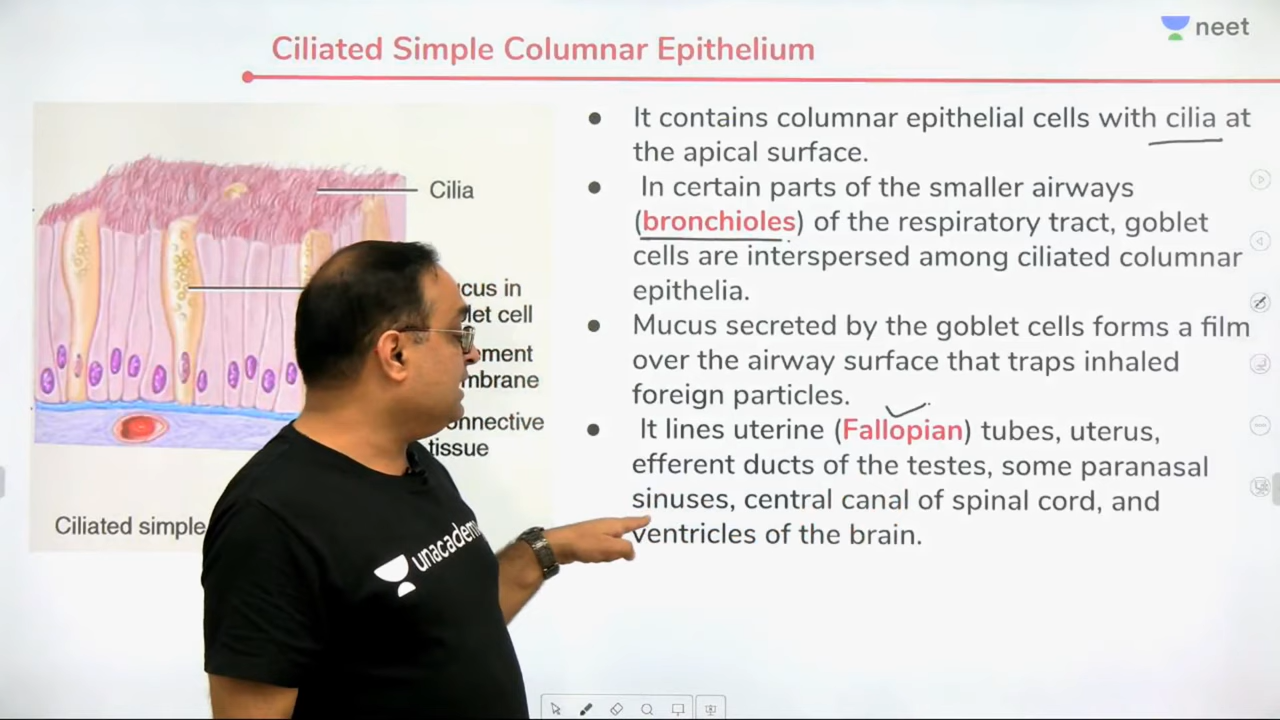 Ciliated Simple Columnar Epithelium
neet
Cilia
let cell
tissue
Ciliated simple
unacademy
● It contains columnar epithelial cells with cilia at
the apical surface.
● In certain parts of the smaller airways
(bronchioles) of the respiratory tract, goblet
cells are interspersed among ciliated columnar
epithelia.
● Mucus secreted by the goblet cells forms a film
over the airway surface that traps inhaled
foreign particles.
● It lines uterine (Fallopian) tubes, uterus,
efferent ducts of the testes, some paranasal
sinuses, central canal of spinal cord, and
ventricles of the brain.